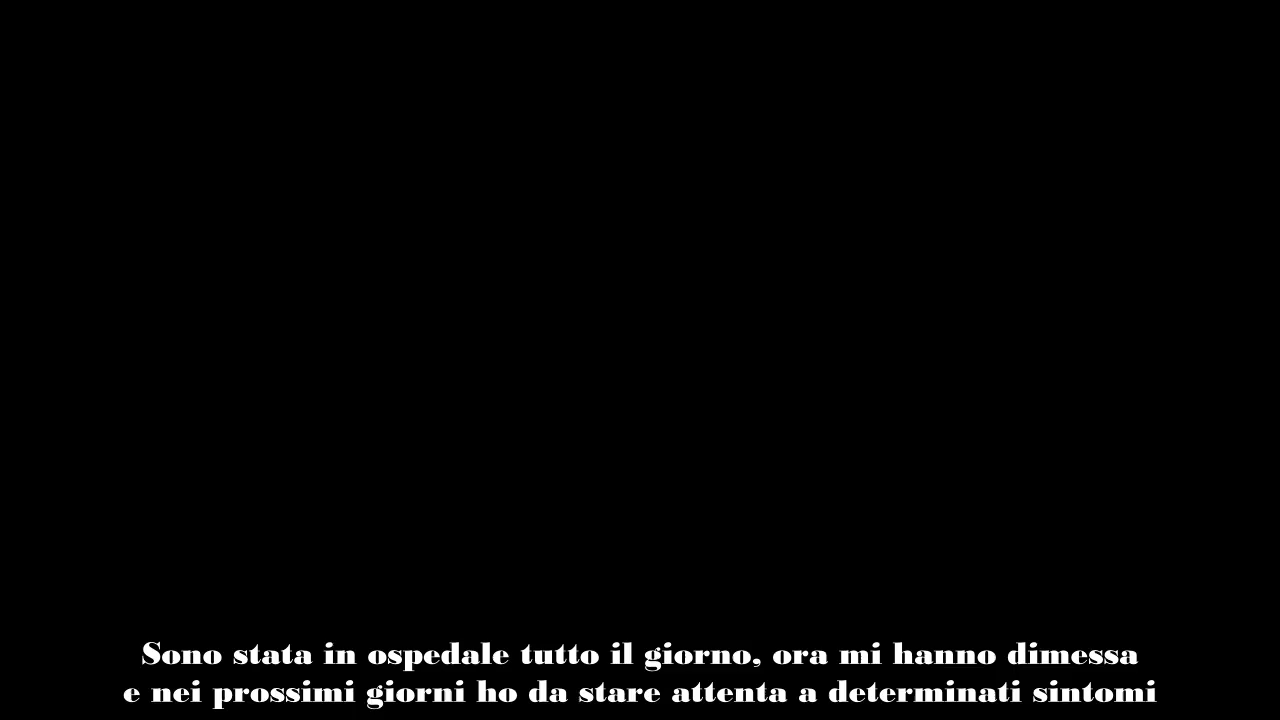 Sono stata in ospedale tutto il giorno, ora mi hanno dimessa
e nei prossimi giorni ho da stare attenta a determinati sintomi